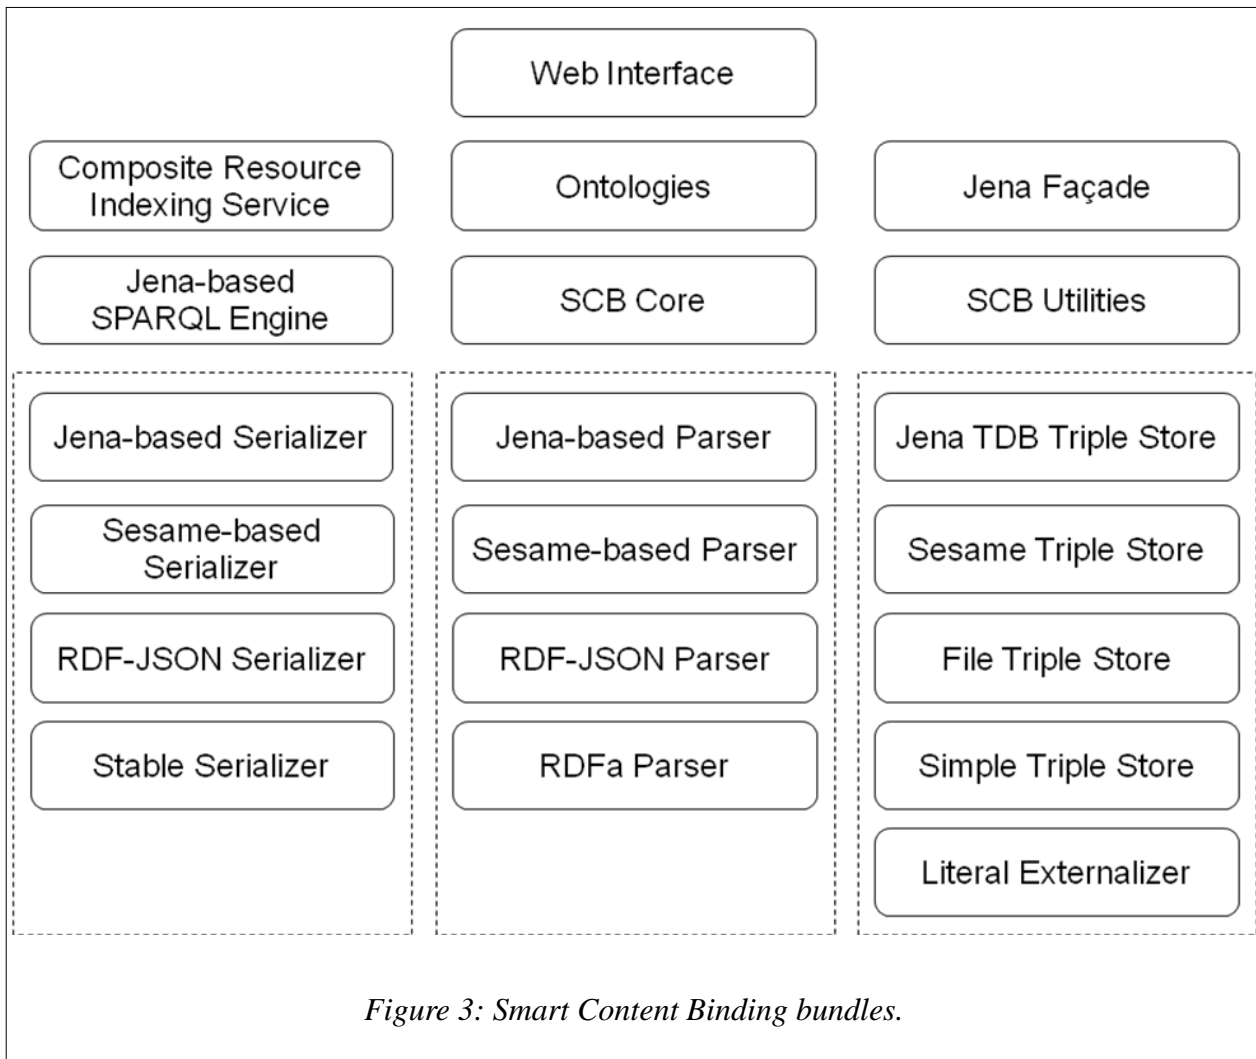 Web Interface
Composite Resource
Indexing Service
Ontologies
Jena Façade
Jena-based
SPARQL Engine
SCB Core
SCB Utilities
Jena-based Serializer
Jena-based Parser
Jena TDB Triple Store
Sesame-based
Serializer
Sesame-based Parser
Sesame Triple Store
RDF-JSON Serializer
RDF-JSON Parser
File Triple Store
Stable Serializer
RDFa Parser
Simple Triple Store
Literal Externalizer
Figure 3: Smart Content Binding bundles.